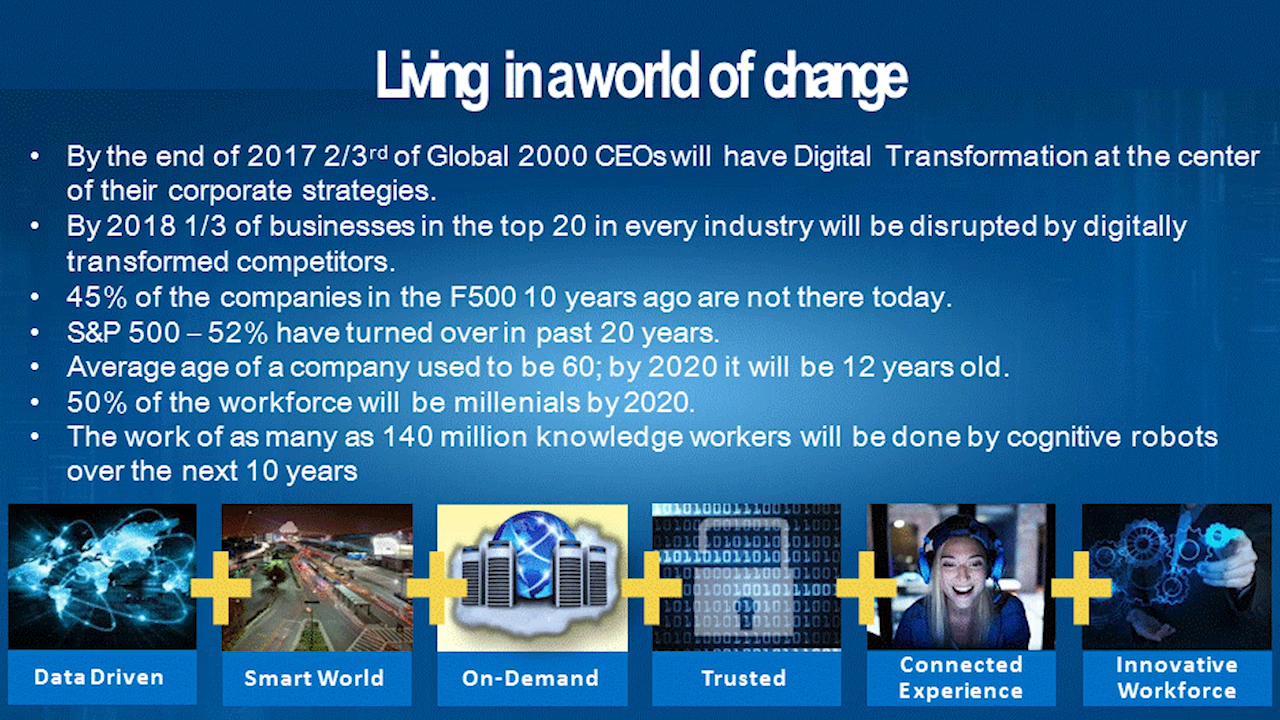 Living in a world of change
• By the end of 2017 2/3rd of Global 2000 CEOs will have Digital Transformation at the center
of their corporate strategies.
• By 2018 1/3 of businesses in the top 20 in every industry will be disrupted by digitally
transformed competitors.
• 45% of the companies in the F500 10 years ago are not there today.
• S&P 500 – 52% have turned over in past 20 years.
• Average age of a company used to be 60; by 2020 it will be 12 years old.
• 50% of the workforce will be millenials by 2020.
• The work of as many as 140 million knowledge workers will be done by cognitive robots
over the next 10 years
Data Driven
Smart World
On-Demand
Trusted
Connected
Experience
Innovative
Workforce